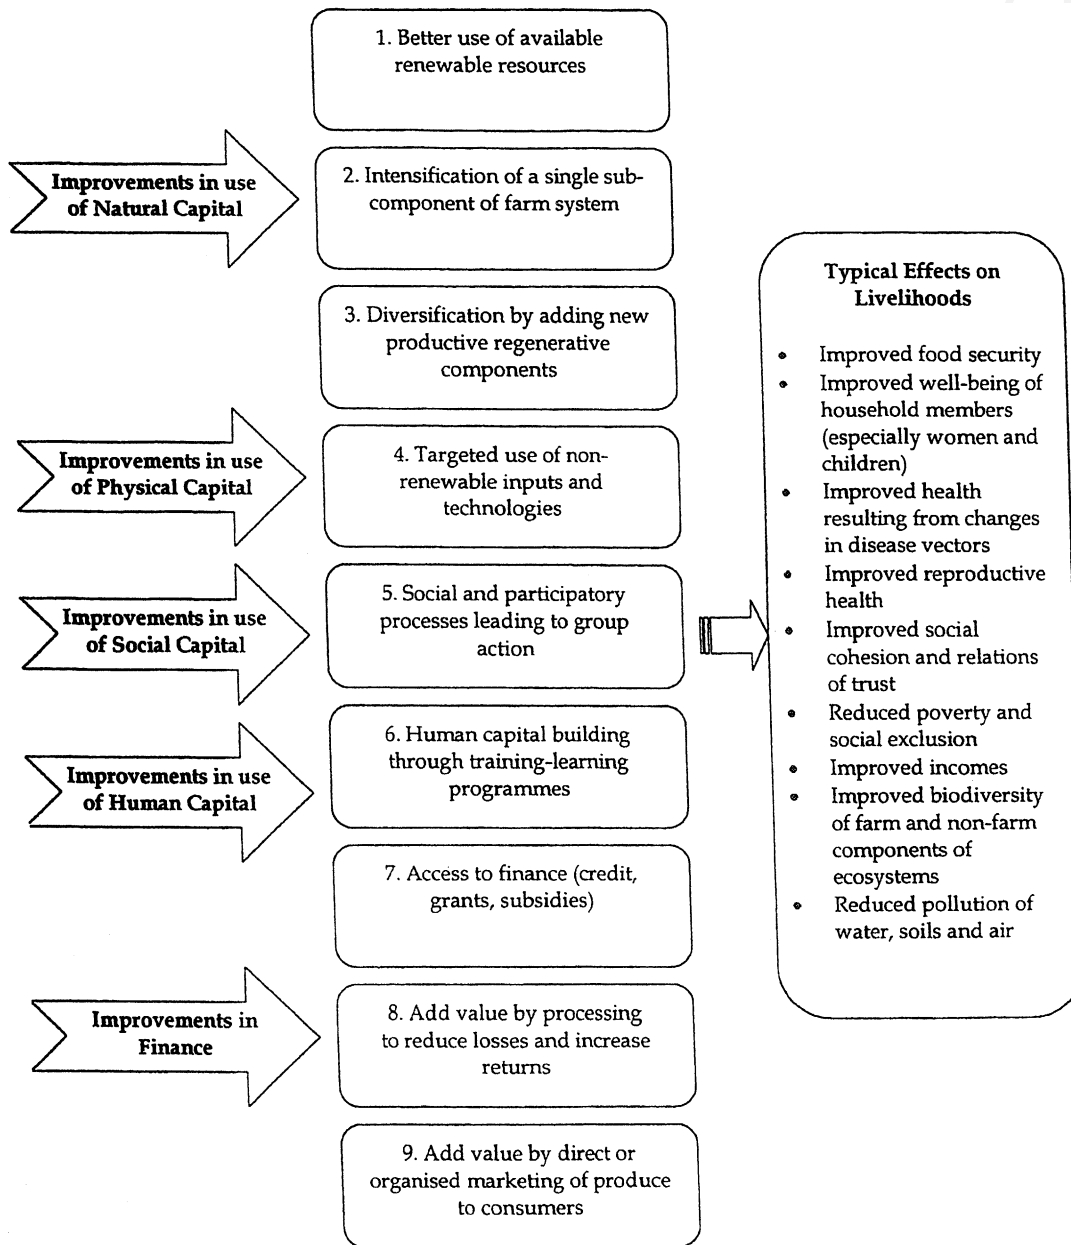 1. Better use of available
renewable resources
Improvements in use
of Natural Capital
2. Intensification of a single sub-
component of farm system
3. Diversification by adding new
productive regenerative
components
Improvements in use
of Physical Capital
4. Targeted use of non-
renewable inputs and
technologies
Improvements in use
of Social Capital
5. Social and participatory
processes leading to group
action
Improvements in use
of Human Capital
6. Human capital building
through training-learning
programmes
7. Access to finance (credit,
grants, subsidies)
Improvements in
Finance
8. Add value by processing
to reduce losses and increase
returns
9. Add value by direct or
organised marketing of produce
to consumers
Typical Effects on
Livelihoods
• Improved food security
• Improved well-being of
household members
(especially women and
children)
• Improved health
resulting from changes
in disease vectors
• Improved reproductive
health
• Improved social
cohesion and relations
of trust
• Reduced poverty and
social exclusion
• Improved incomes
• Improved biodiversity
of farm and non-farm
components of
ecosystems
• Reduced pollution of
water, soils and air